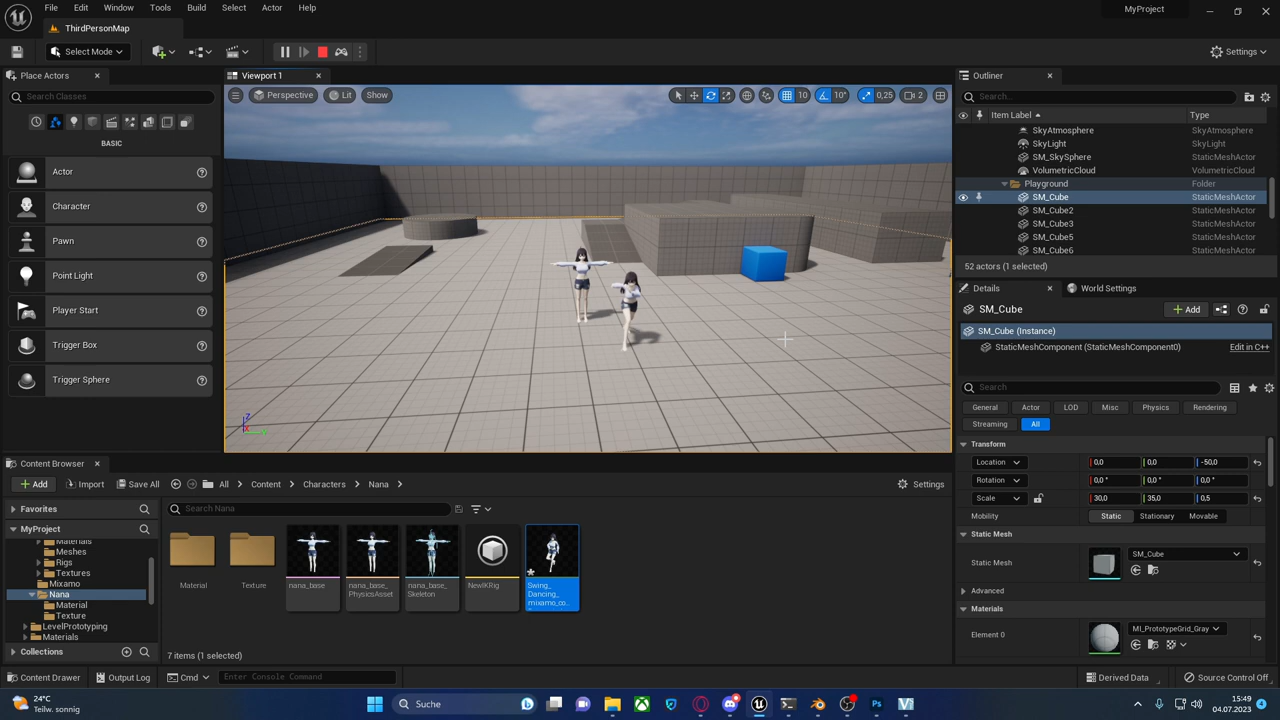 File Edit Window Tools Build Select Actor Help
MyProject
ThirdPersonMap
Select Mode
Settings
Place Actors
Search Classes
BASIC
Actor
Character
Pawn
Point Light
Player Start
Trigger Box
Trigger Sphere
Viewport 1
Perspective Lit Show
10 10° 0,25 2
Z
X
Y
Outliner
Search...
Item Label Type
SkyAtmosphere SkyAtmosphere
SkyLight SkyLight
SM_SkySphere StaticMeshActor
VolumetricCloud VolumetricCloud
Playground Folder
SM_Cube StaticMeshActor
SM_Cube2 StaticMeshActor
SM_Cube3 StaticMeshActor
SM_Cube5 StaticMeshActor
SM_Cube6 StaticMeshActor
52 actors (1 selected)
Details World Settings
SM_Cube
Add
SM_Cube (Instance)
StaticMeshComponent (StaticMeshComponent0) Edit in C++
Search
General Actor LOD Misc Physics Rendering
Streaming All
Transform
Location 0,0 0,0 -50,0
Rotation 0,0 ° 0,0 ° 0,0 °
Scale 30,0 35,0 0,5
Mobility Static Stationary Movable
Static Mesh
Static Mesh SM_Cube
Advanced
Materials
Element 0 MI_PrototypeGrid_Gray
Content Browser
Add Import Save All All Content Characters Nana Settings
Favorites
MyProject
Materials
Meshes
Rigs
Textures
Mixamo
Nana
Material
Texture
LevelPrototyping
Materials
Collections
Search Nana
Material
Texture
nana_base
nana_base_
PhysicsAsset
nana_base_
Skeleton
NewIKRig
Swing_
Dancing_
mixamo_co...
7 items (1 selected)
Content Drawer Output Log Cmd Enter Console Command Derived Data Source Control Off
24°C
Teilw. sonnig
Suche
15:49
04.07.2023